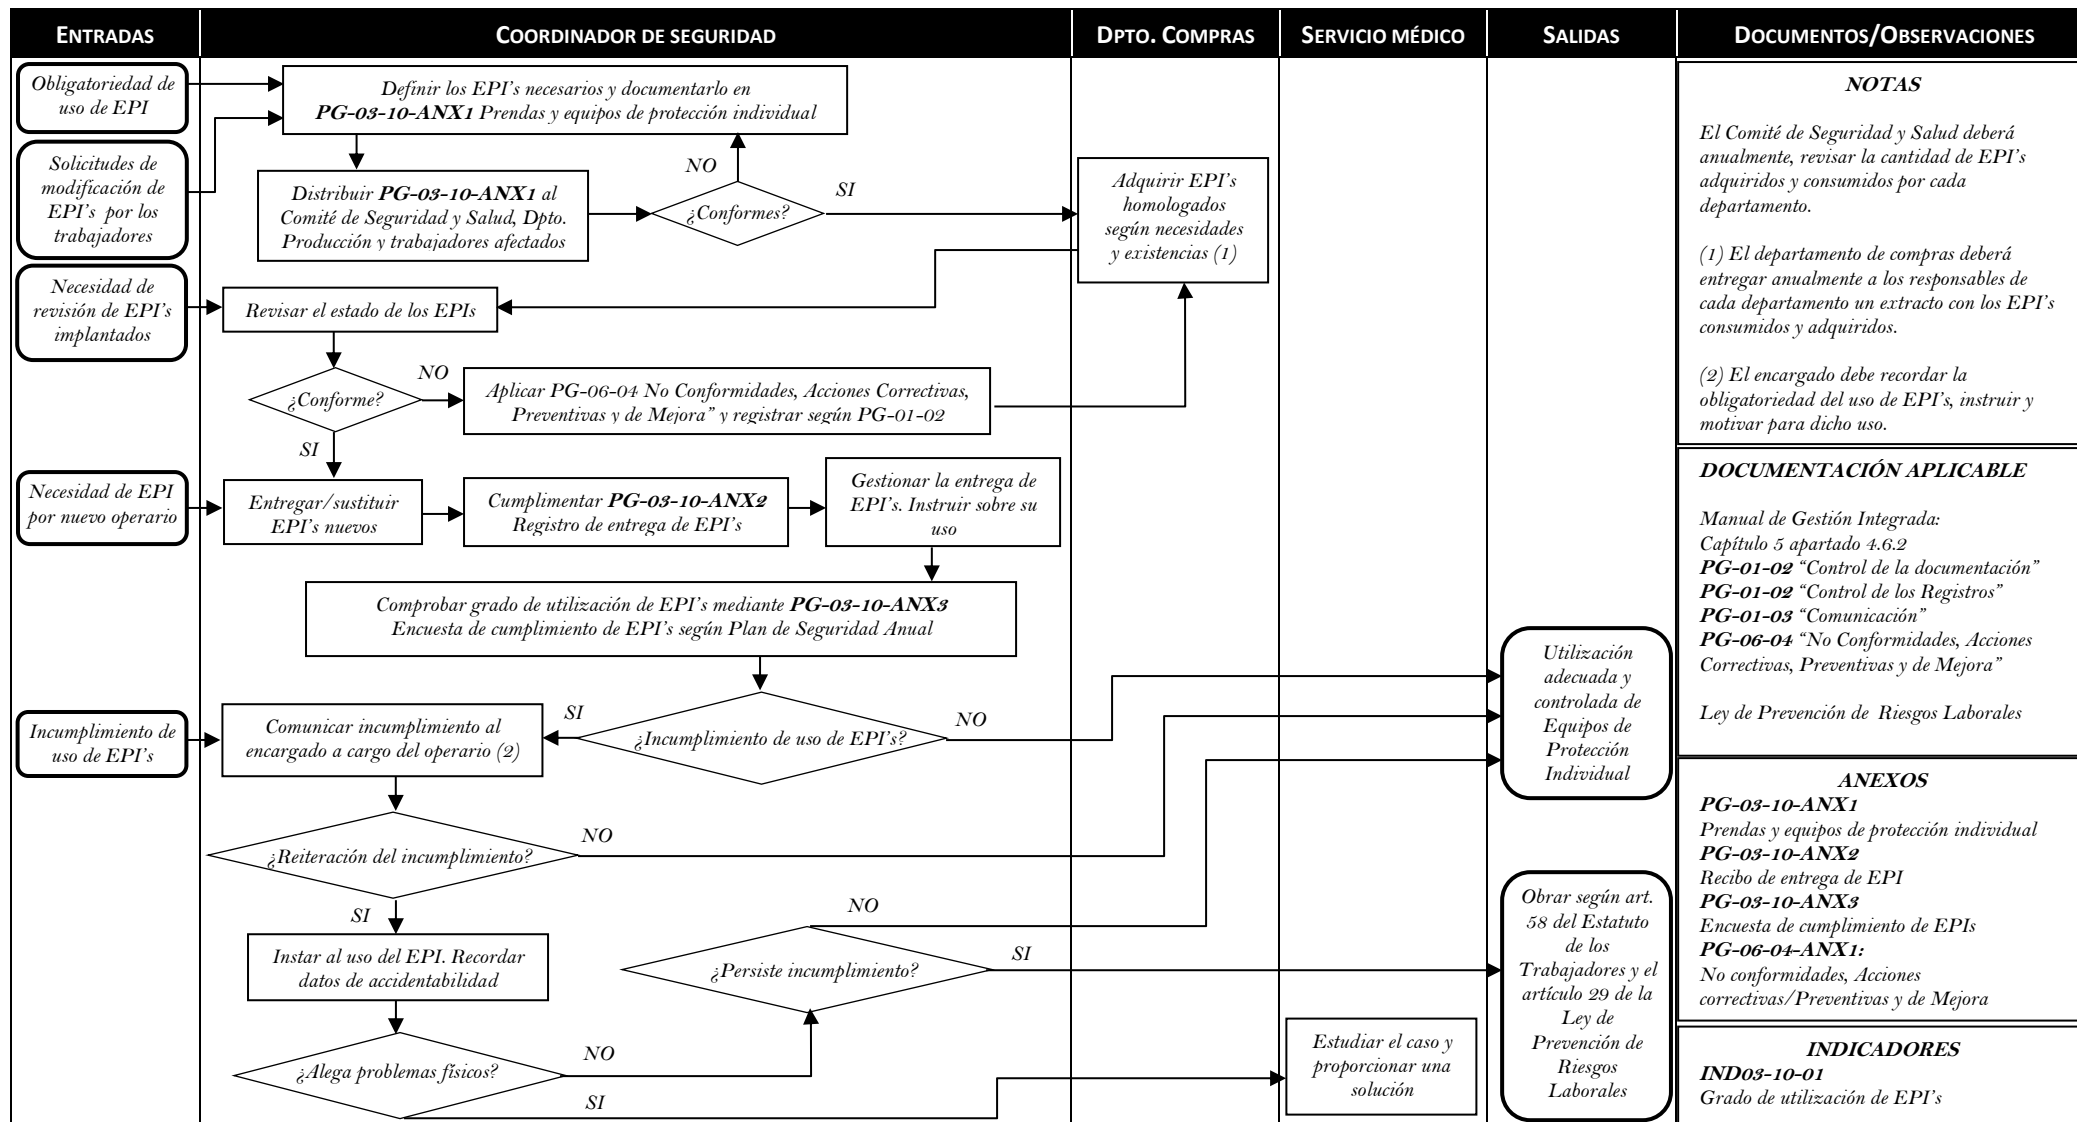 ENTRADAS
COORDINADOR DE SEGURIDAD
DPTO. COMPRAS
SERVICIO MÉDICO
SALIDAS
DOCUMENTOS/OBSERVACIONES
Obligatoriedad de
uso de EPI
Definir los EPI's necesarios y documentarlo en
PG-03-10-ANX1 Prendas y equipos de protección individual
Solicitudes de
modificación de
EPI's por los
trabajadores
Distribuir PG-03-10-ANX1 al
Comité de Seguridad y Salud, Dpto.
Producción y trabajadores afectados
NO
¿Conformes?
SI
Adquirir EPI's
homologados
según necesidades
y existencias (1)
Necesidad de
revisión de EPI's
implantados
Revisar el estado de los EPIs
¿Conforme?
NO
SI
Aplicar PG-06-04 No Conformidades, Acciones Correctivas,
Preventivas y de Mejora" y registrar según PG-01-02
Necesidad de EPI
por nuevo operario
Entregar/sustituir
EPI's nuevos
Cumplimentar PG-03-10-ANX2
Registro de entrega de EPI's
Gestionar la entrega de
EPI's. Instruir sobre su
uso
Comprobar grado de utilización de EPI's mediante PG-03-10-ANX3
Encuesta de cumplimiento de EPI's según Plan de Seguridad Anual
Incumplimiento de
uso de EPI's
Comunicar incumplimiento al
encargado a cargo del operario (2)
SI
¿Incumplimiento de uso de EPI's?
NO
Utilización
adecuada y
controlada de
Equipos de
Protección
Individual
¿Reiteración del incumplimiento?
NO
SI
Instar al uso del EPI. Recordar
datos de accidentabilidad
NO
¿Persiste incumplimiento?
SI
Obrar según art.
58 del Estatuto
de los
Trabajadores y el
artículo 29 de la
Ley de
Prevención de
Riesgos
Laborales
¿Alega problemas físicos?
NO
SI
Estudiar el caso y
proporcionar una
solución
NOTAS
El Comité de Seguridad y Salud deberá
anualmente, revisar la cantidad de EPI's
adquiridos y consumidos por cada
departamento.
(1) El departamento de compras deberá
entregar anualmente a los responsables de
cada departamento un extracto con los EPI's
consumidos y adquiridos.
(2) El encargado debe recordar la
obligatoriedad del uso de EPI's, instruir y
motivar para dicho uso.
DOCUMENTACIÓN APLICABLE
Manual de Gestión Integrada:
Capítulo 5 apartado 4.6.2
PG-01-02 “Control de la documentación”
PG-01-02 “Control de los Registros”
PG-01-03 “Comunicación”
PG-06-04 “No Conformidades, Acciones
Correctivas, Preventivas y de Mejora”
Ley de Prevención de Riesgos Laborales
ANEXOS
PG-03-10-ANX1
Prendas y equipos de protección individual
PG-03-10-ANX2
Recibo de entrega de EPI
PG-03-10-ANX3
Encuesta de cumplimiento de EPIs
PG-06-04-ANX1:
No conformidades, Acciones
correctivas/Preventivas y de Mejora
INDICADORES
IND03-10-01
Grado de utilización de EPI's